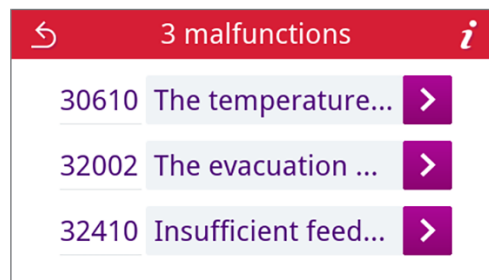 3 malfunctions i
30610 The temperature...
32002 The evacuation ...
32410 Insufficient feed...